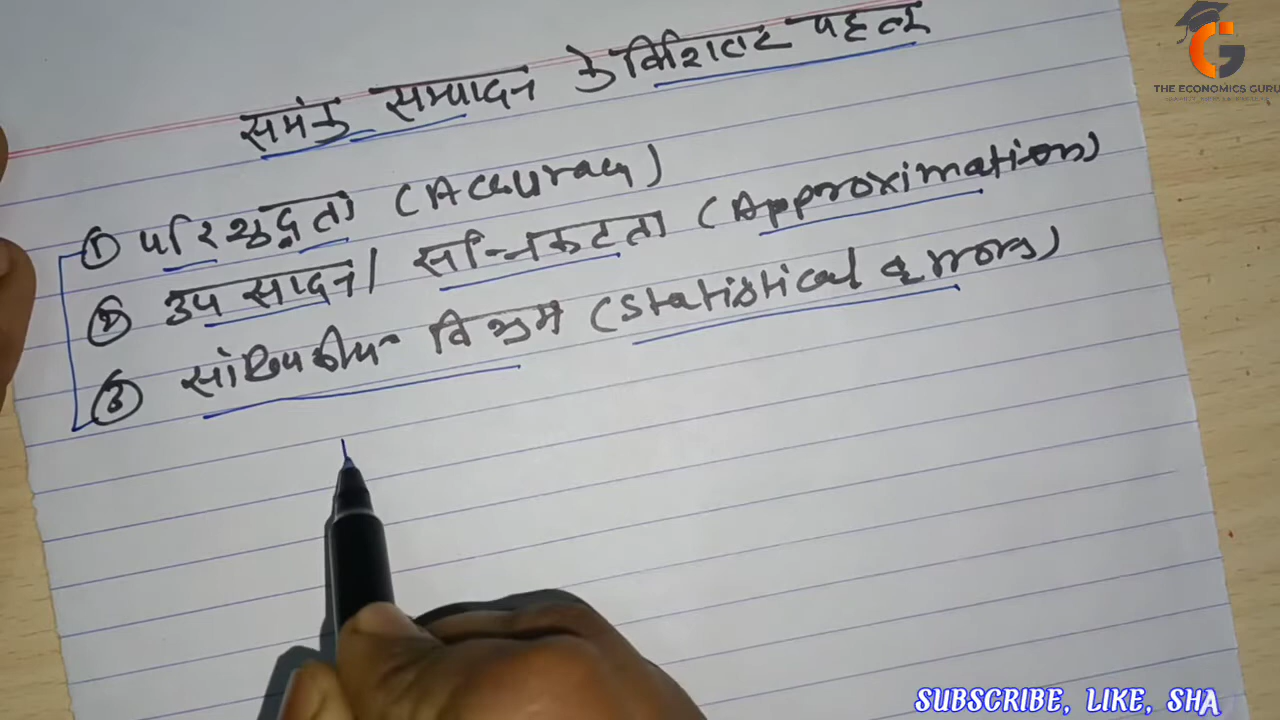 समंक सम्पादन के विशिष्ट पहलू
① परिशुद्धता (Accuracy)
② उपसादन / सन्निकटता (Approximation)
③ सांख्यिकीय विभ्रम (Statistical errors)
THE ECONOMICS GURU
SUBSCRIBE, LIKE, SHA